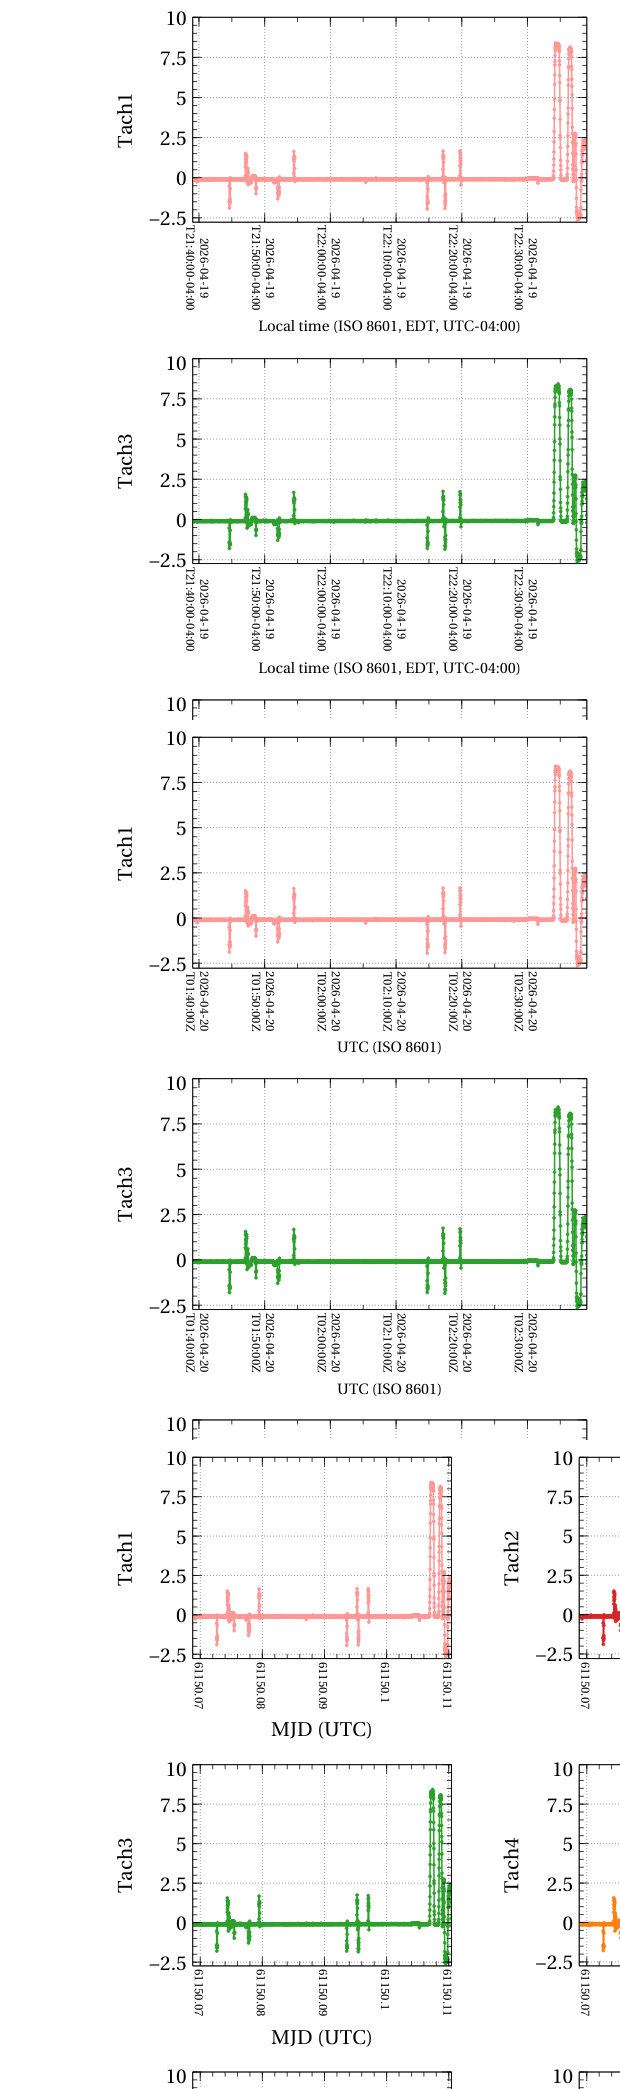 10
7.5
5
2.5
0
−2.5
Tach1
2026-04-19
T21:40:00-04:00
2026-04-19
T21:50:00-04:00
2026-04-19
T22:00:00-04:00
2026-04-19
T22:10:00-04:00
2026-04-19
T22:20:00-04:00
2026-04-19
T22:30:00-04:00
Local time (ISO 8601, EDT, UTC-04:00)
10
7.5
5
2.5
0
−2.5
Tach3
2026-04-19
T21:40:00-04:00
2026-04-19
T21:50:00-04:00
2026-04-19
T22:00:00-04:00
2026-04-19
T22:10:00-04:00
2026-04-19
T22:20:00-04:00
2026-04-19
T22:30:00-04:00
Local time (ISO 8601, EDT, UTC-04:00)
10
10
7.5
5
2.5
0
−2.5
Tach1
2026-04-20
T01:40:00Z
2026-04-20
T01:50:00Z
2026-04-20
T02:00:00Z
2026-04-20
T02:10:00Z
2026-04-20
T02:20:00Z
2026-04-20
T02:30:00Z
UTC (ISO 8601)
10
7.5
5
2.5
0
−2.5
Tach3
2026-04-20
T01:40:00Z
2026-04-20
T01:50:00Z
2026-04-20
T02:00:00Z
2026-04-20
T02:10:00Z
2026-04-20
T02:20:00Z
2026-04-20
T02:30:00Z
UTC (ISO 8601)
10
10
7.5
5
2.5
0
−2.5
Tach1
61150.07
61150.08
61150.09
61150.1
61150.11
MJD (UTC)
10
7.5
5
2.5
0
−2.5
Tach2
61150.07
10
7.5
5
2.5
0
−2.5
Tach3
61150.07
61150.08
61150.09
61150.1
61150.11
MJD (UTC)
10
7.5
5
2.5
0
−2.5
Tach4
61150.07
10
10